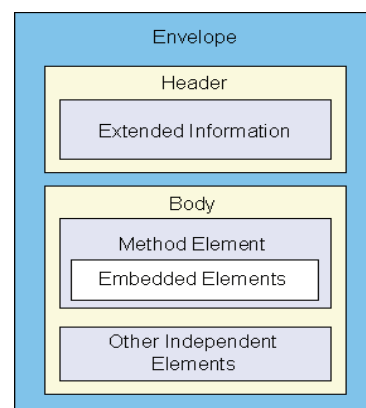 Envelope
Header
Extended Information
Body
Method Element
Embedded Elements
Other Independent
Elements